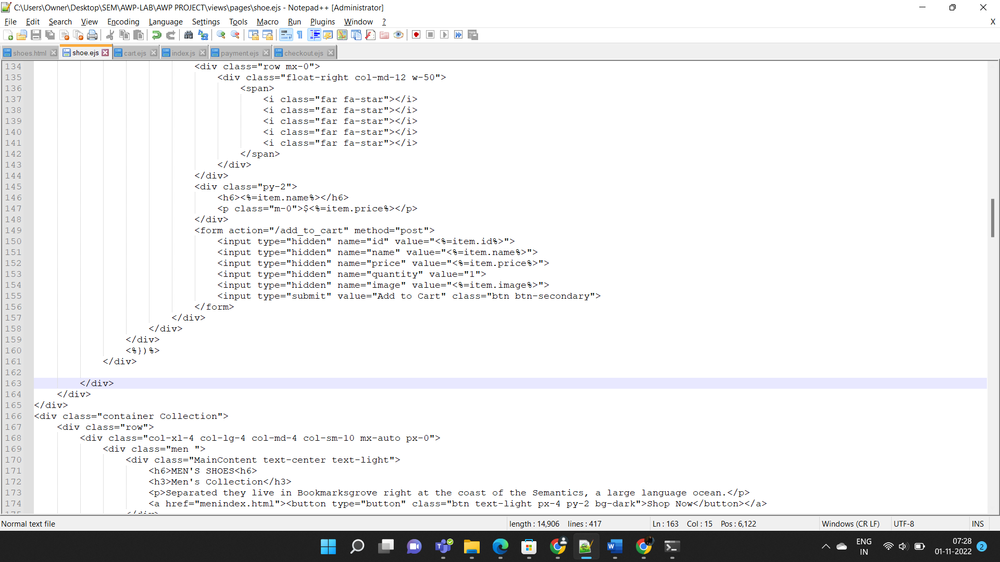 C:\Users\Owner\Desktop\SEM\AWP-LAB\AWP PROJECT\views\pages\shoe.ejs - Notepad++ [Administrator]
File Edit Search View Encoding Language Settings Tools Macro Run Plugins Window ? X
shoes.html shoe.ejs cart.ejs index.js payment.ejs checkout.ejs
134 <div class="row mx-0">
135 <div class="float-right col-md-12 w-50">
136 <span>
137 <i class="far fa-star"></i>
138 <i class="far fa-star"></i>
139 <i class="far fa-star"></i>
140 <i class="far fa-star"></i>
141 <i class="far fa-star"></i>
142 </span>
143 </div>
144 </div>
145 <div class="py-2">
146 <h6><%=item.name%></h6>
147 <p class="m-0">$<%=item.price%></p>
148 </div>
149 <form action="/add_to_cart" method="post">
150 <input type="hidden" name="id" value="<%=item.id%>">
151 <input type="hidden" name="name" value="<%=item.name%>">
152 <input type="hidden" name="price" value="<%=item.price%>">
153 <input type="hidden" name="quantity" value="1">
154 <input type="hidden" name="image" value="<%=item.image%>">
155 <input type="submit" value="Add to Cart" class="btn btn-secondary">
156 </form>
157 </div>
158 </div>
159 </div>
160 <%})%>
161 </div>
162
163 </div>
164 </div>
165 </div>
166 <div class="container Collection">
167 <div class="row">
168 <div class="col-xl-4 col-lg-4 col-md-4 col-sm-10 mx-auto px-0">
169 <div class="men ">
170 <div class="MainContent text-center text-light">
171 <h6>MEN'S SHOES<h6>
172 <h3>Men's Collection</h3>
173 <p>Separated they live in Bookmarksgrove right at the coast of the Semantics, a large language ocean.</p>
174 <a href="menindex.html"><button type="button" class="btn text-light px-4 py-2 bg-dark">Shop Now</button></a>
175 </div>
Normal text file length : 14,906 lines : 417 Ln : 163 Col : 15 Pos : 6,122 Windows (CR LF) UTF-8 INS
ENG
IN
07:28
01-11-2022
2